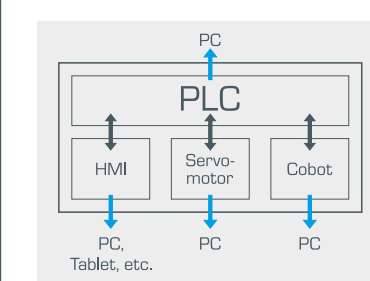 PC
PLC
HMI
Servo-
motor
Cobot
PC,
Tablet, etc.
PC
PC